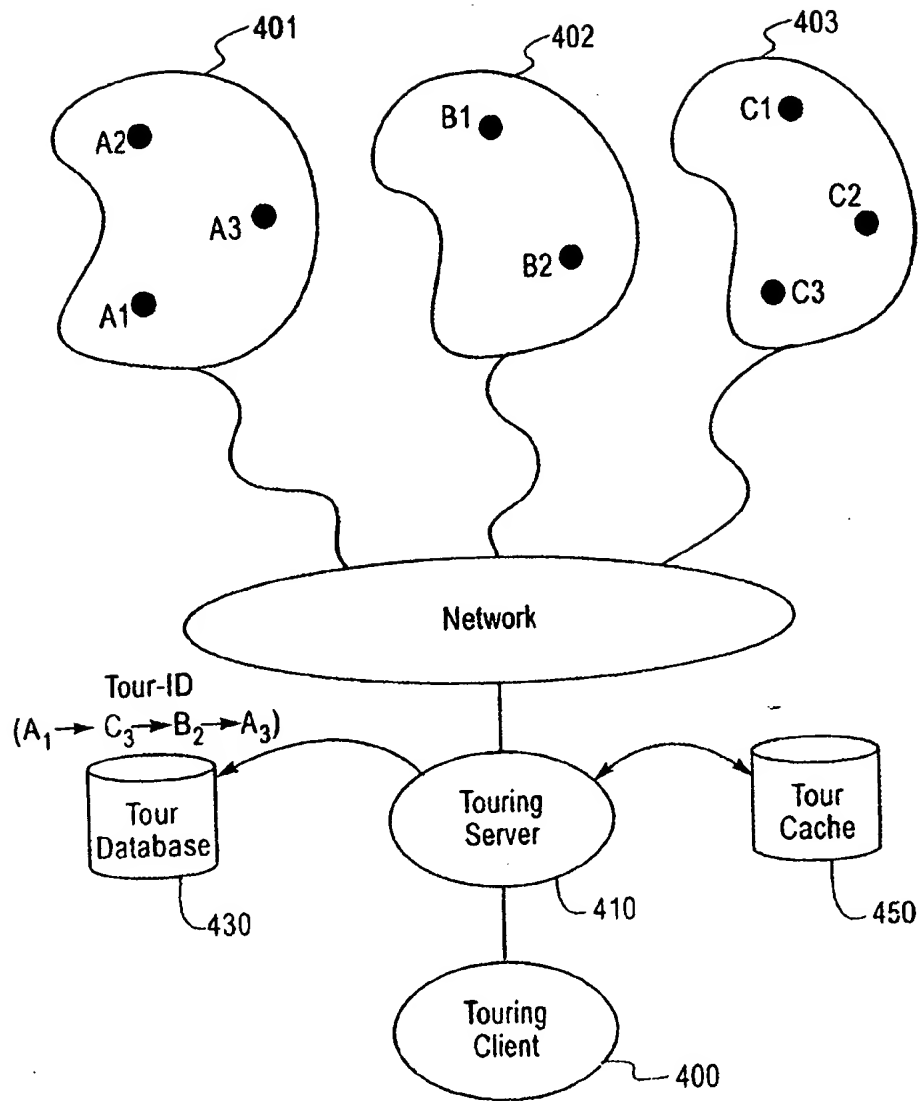 401
402
403
A2
A3
A1
B1
B2
C1
C2
C3
Network
Tour-ID
(A₁→ C₃→B₂→A₃)
Tour
Database
430
Touring
Server
410
Tour
Cache
450
Touring
Client
400